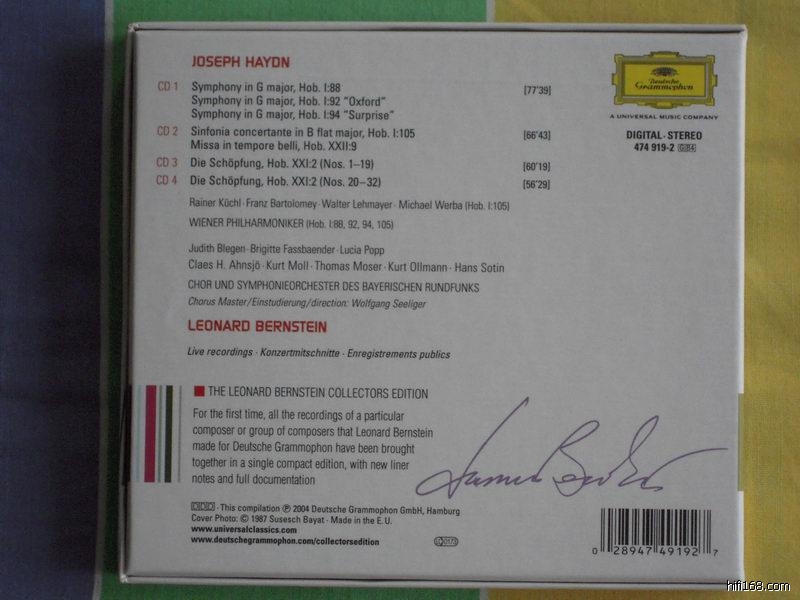 JOSEPH HAYDN
CD 1 Symphony in G major, Hob. I:88 [77'39]
Symphony in G major, Hob. I:92 "Oxford"
Symphony in G major, Hob. I:94 "Surprise"
CD 2 Sinfonia concertante in B flat major, Hob. I:105 [66'43]
Missa in tempore belli, Hob. XXII:9
CD 3 Die Schöpfung, Hob. XXI:2 (Nos. 1–19) [60'19]
CD 4 Die Schöpfung, Hob. XXI:2 (Nos. 20–32) [56'29]
Rainer Küchl · Franz Bartolomey · Walter Lehmayer · Michael Werba (Hob. I:105)
WIENER PHILHARMONIKER (Hob. I:88, 92, 94, 105)
Judith Blegen · Brigitte Fassbaender · Lucia Popp
Claes H. Ahnsjö · Kurt Moll · Thomas Moser · Kurt Ollmann · Hans Sotin
CHOR UND SYMPHONIEORCHESTER DES BAYERISCHEN RUNDFUNKS
Chorus Master/Einstudierung/direction: Wolfgang Seeliger
LEONARD BERNSTEIN
Live recordings · Konzertmitschnitte · Enregistrements publics
Deutsche
Grammophon
A UNIVERSAL MUSIC COMPANY
DIGITAL · STEREO
474 919-2 GB4
THE LEONARD BERNSTEIN COLLECTORS EDITION
For the first time, all the recordings of a particular
composer or group of composers that Leonard Bernstein
made for Deutsche Grammophon have been brought
together in a single compact edition, with new liner
notes and full documentation
DDD · This compilation ℗ 2004 Deutsche Grammophon GmbH, Hamburg
Cover Photo: © 1987 Susesch Bayat · Made in the E. U.
www.universalclassics.com
www.deutschegrammophon.com/collectorsedition
0 28947 49192 7
hifi168.com